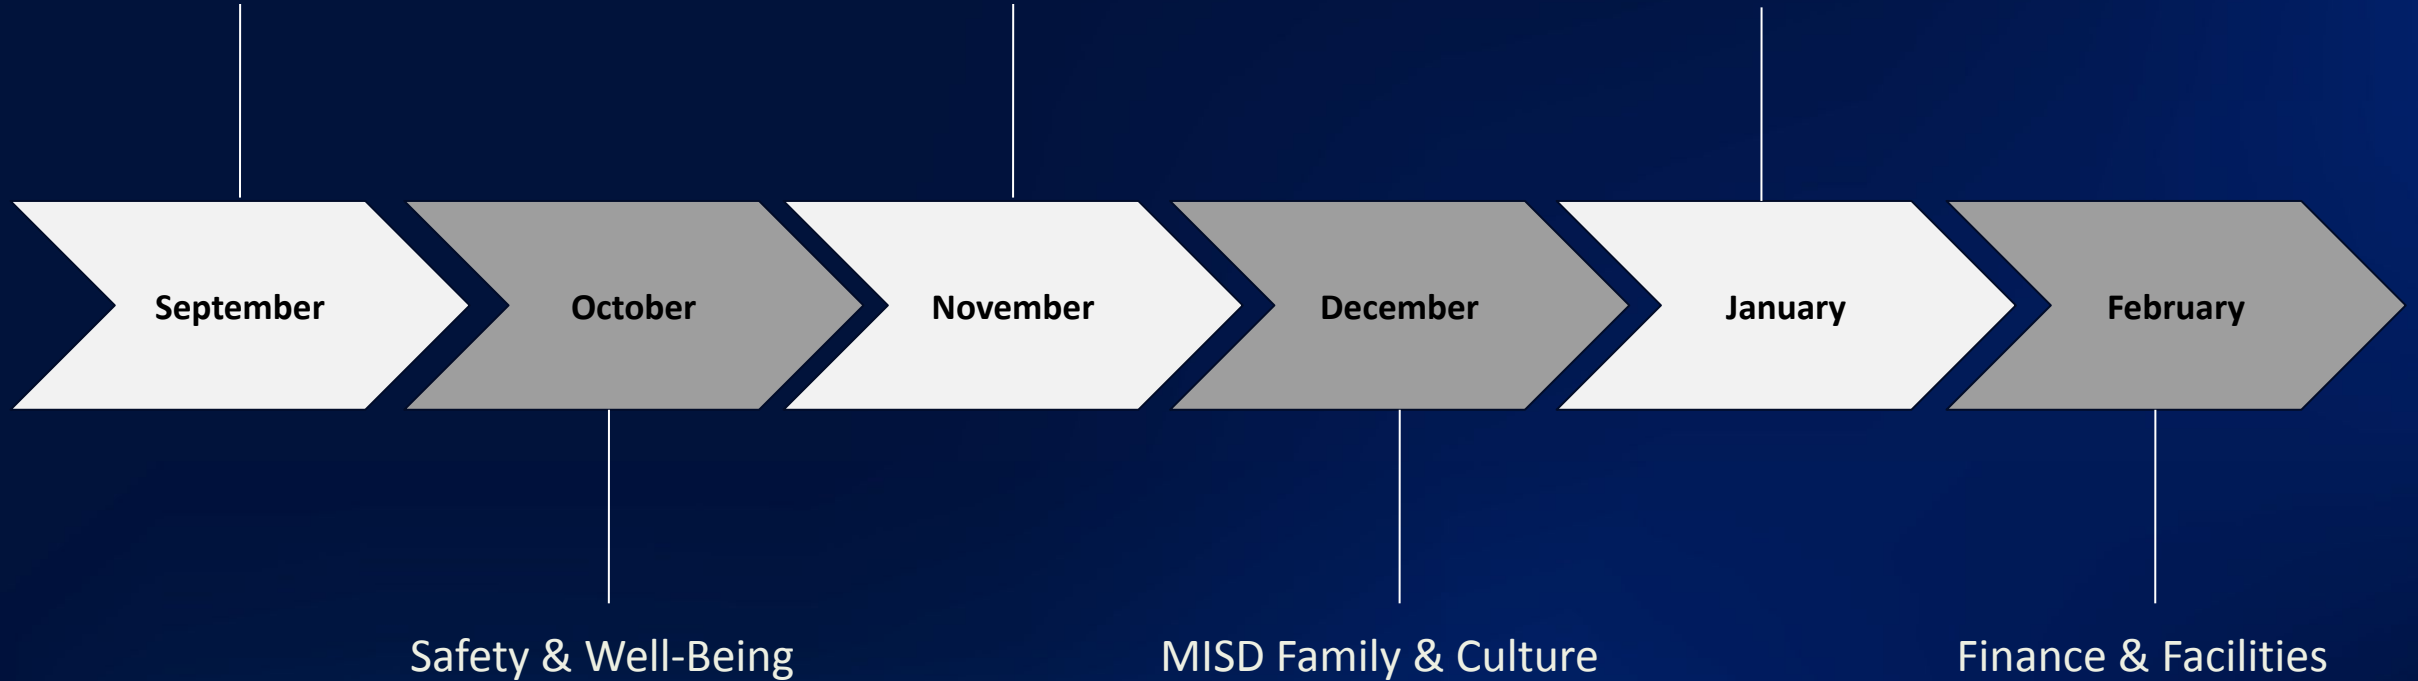 September
October
November
December
January
February
Safety & Well-Being
MISD Family & Culture
Finance & Facilities